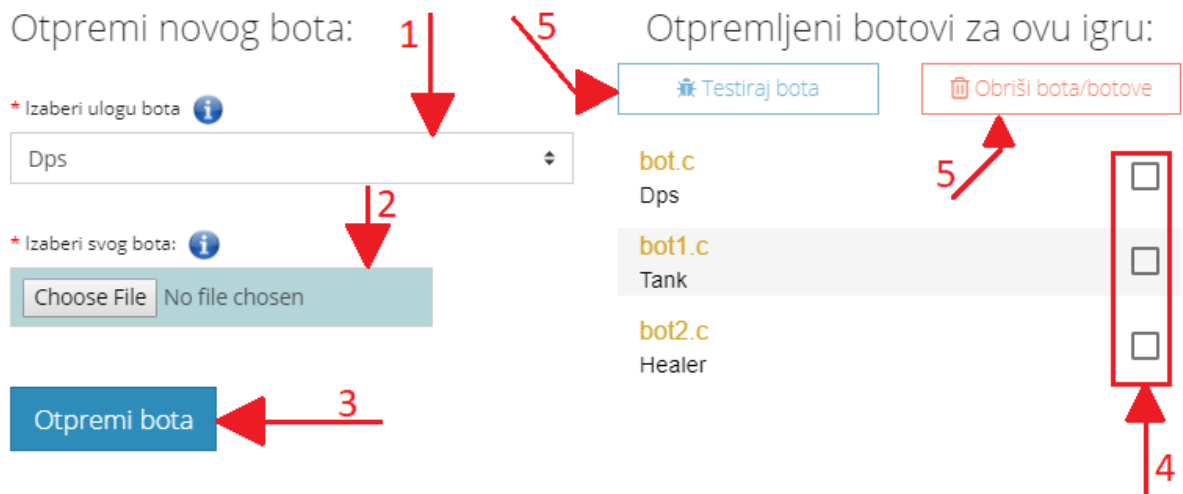 Otpremi novog bota:
1
* Izaberi ulogu bota
Dps
2
* Izaberi svog bota:
Choose File No file chosen
Otpremi bota
3
5
Otpremljeni botovi za ovu igru:
Testiraj bota
Obriši bota/botove
5
bot.c
Dps
bot1.c
Tank
bot2.c
Healer
4